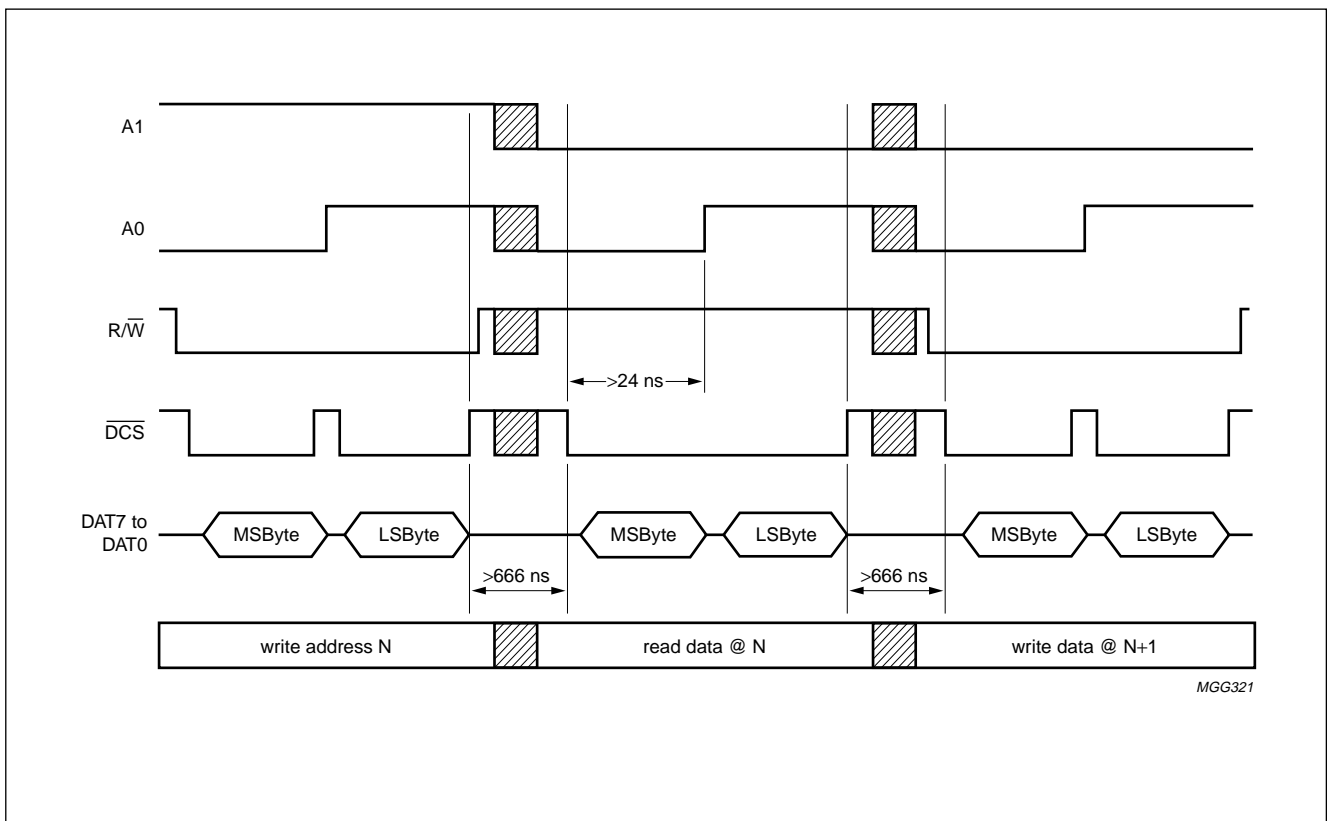 A1
A0
R/W̅
>24 ns
D̅C̅S̅
DAT7 to
DAT0
MSByte LSByte MSByte LSByte MSByte LSByte
>666 ns >666 ns
write address N read data @ N write data @ N+1
MGG321